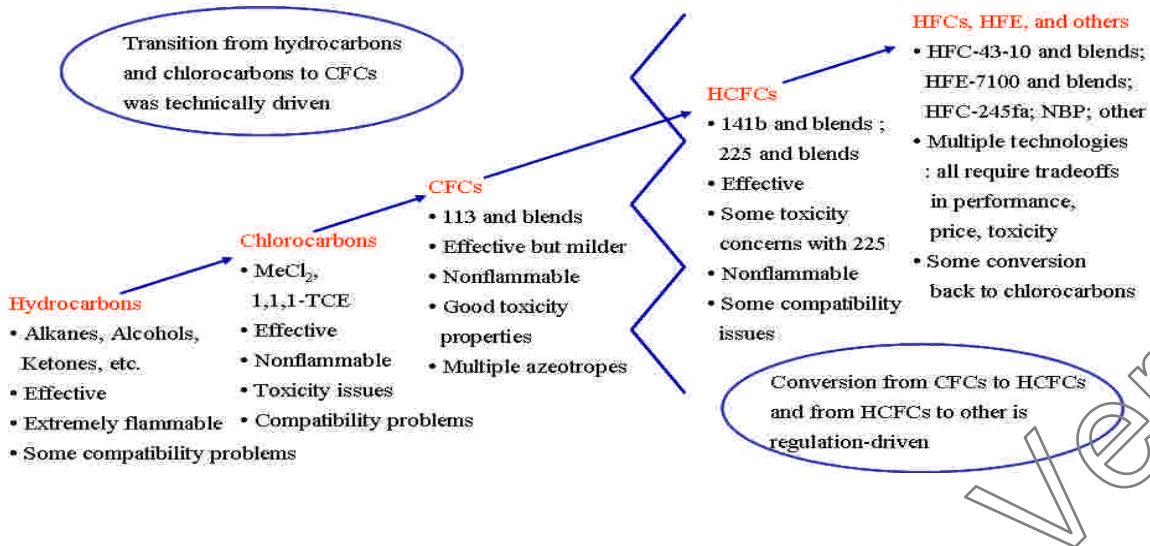 Transition from hydrocarbons
and chlorocarbons to CFCs
was technically driven
Hydrocarbons
• Alkanes, Alcohols,
Ketones, etc.
• Effective
• Extremely flammable
• Some compatibility problems
Chlorocarbons
• MeCl₂,
1,1,1-TCE
• Effective
• Nonflammable
• Toxicity issues
• Compatibility problems
CFCs
• 113 and blends
• Effective but milder
• Nonflammable
• Good toxicity
properties
• Multiple azeotropes
HCFCs
• 141b and blends ;
225 and blends
• Effective
• Some toxicity
concerns with 225
• Nonflammable
• Some compatibility
issues
HFCs, HFE, and others
• HFC-43-10 and blends;
HFE-7100 and blends;
HFC-245fa; NBP; other
• Multiple technologies
: all require tradeoffs
in performance,
price, toxicity
• Some conversion
back to chlorocarbons
Conversion from CFCs to HCFCs
and from HCFCs to other is
regulation-driven
Ver